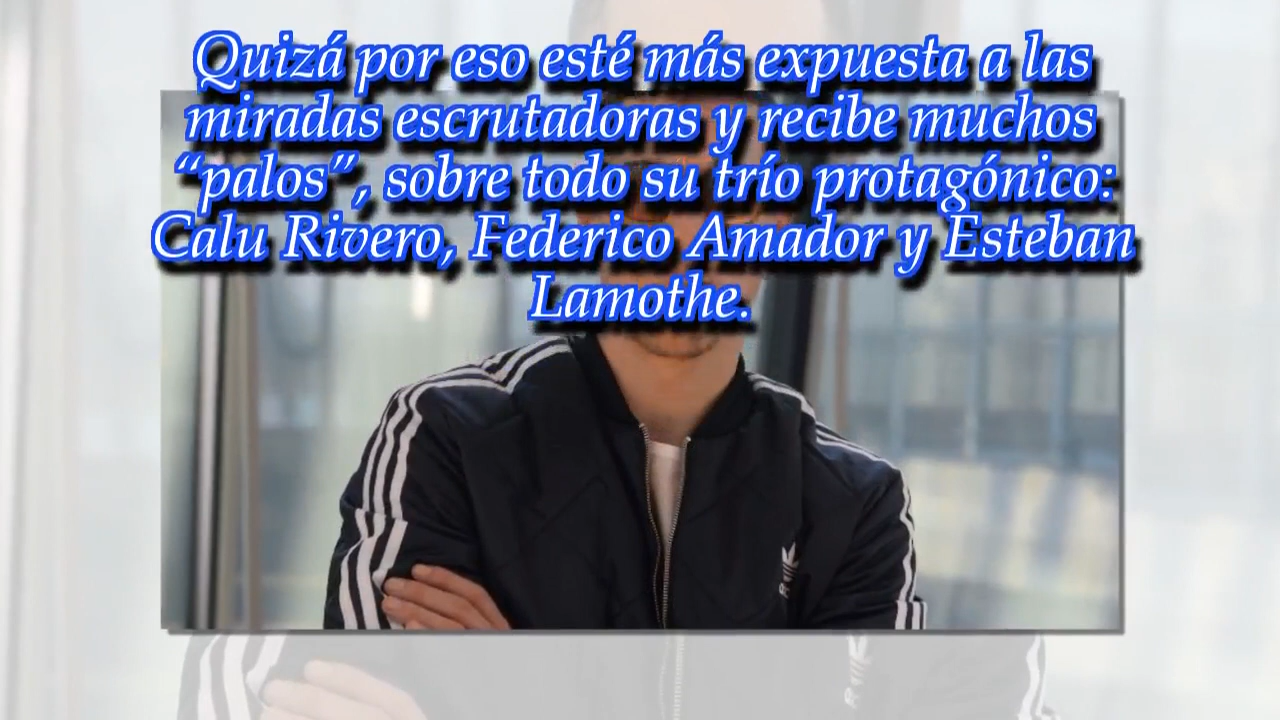 Quizá por eso esté más expuesta a las
miradas escrutadoras y recibe muchos
“palos”, sobre todo su trío protagónico:
Calu Rivero, Federico Amador y Esteban
Lamothe.